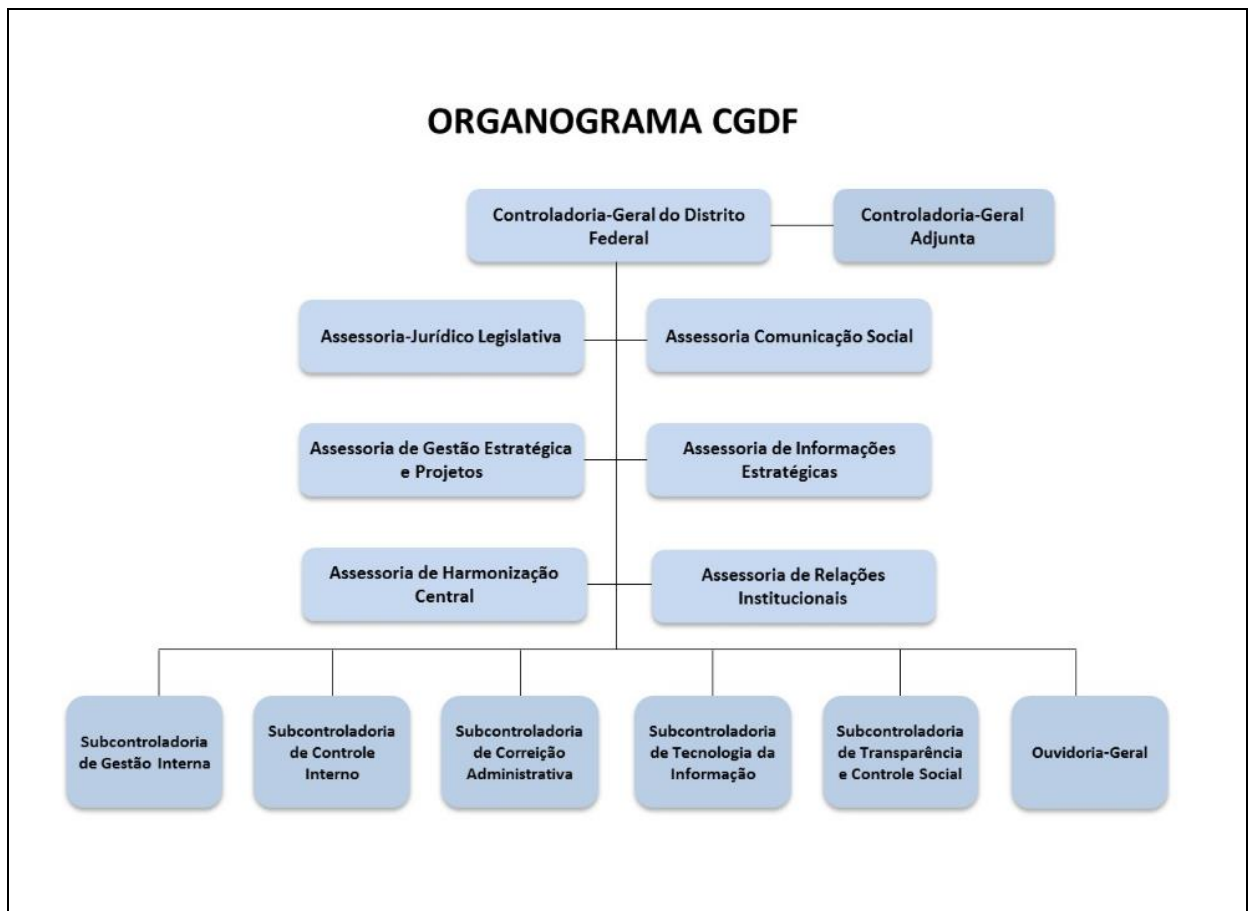 ORGANOGRAMA CGDF
Controladoria-Geral do Distrito
Federal
Controladoria-Geral
Adjunta
Assessoria-Jurídico Legislativa
Assessoria Comunicação Social
Assessoria de Gestão Estratégica
e Projetos
Assessoria de Informações
Estratégicas
Assessoria de Harmonização
Central
Assessoria de Relações
Institucionais
Subcontroladoria
de Gestão Interna
Subcontroladoria
de Controle
Interno
Subcontroladoria
de Correição
Administrativa
Subcontroladoria
de Tecnologia da
Informação
Subcontroladoria
de Transparência
e Controle Social
Ouvidoria-Geral